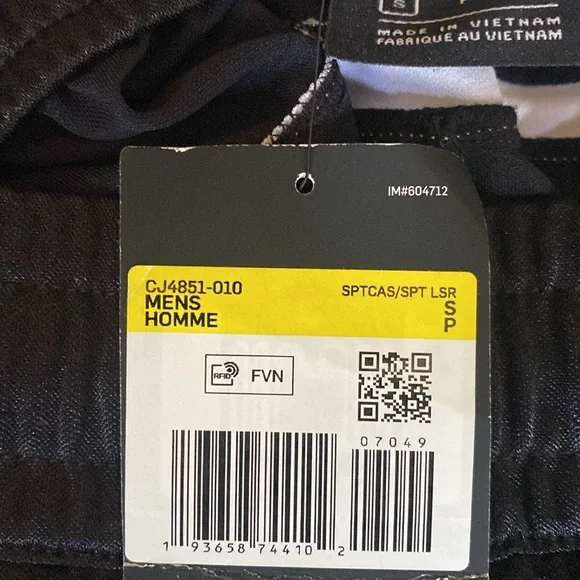 S
MADE IN VIETNAM
FABRIQUE AU VIETNAM
IM#604712
CJ4851-010
MENS
HOMME
SPTCAS/SPT LSR
S
P
RFID
FVN
07049
1 93658 74410 2